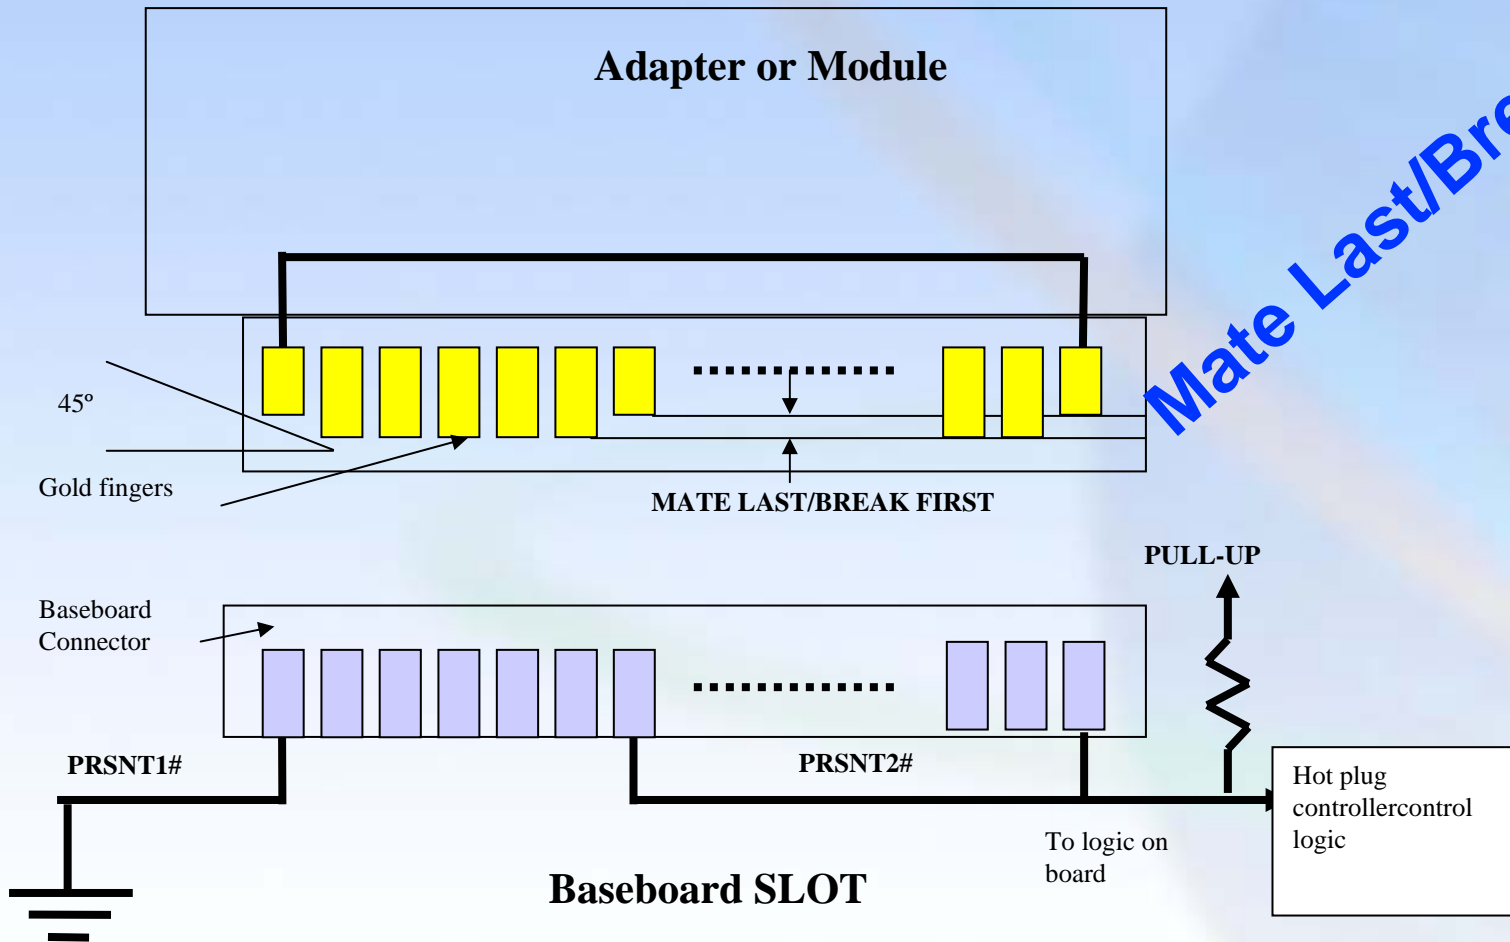 Adapter or Module
Mate Last/Bre
45º
Gold fingers
MATE LAST/BREAK FIRST
PULL-UP
Baseboard
Connector
PRSNT1#
PRSNT2#
Hot plug
controllercontrol
logic
To logic on
board
Baseboard SLOT